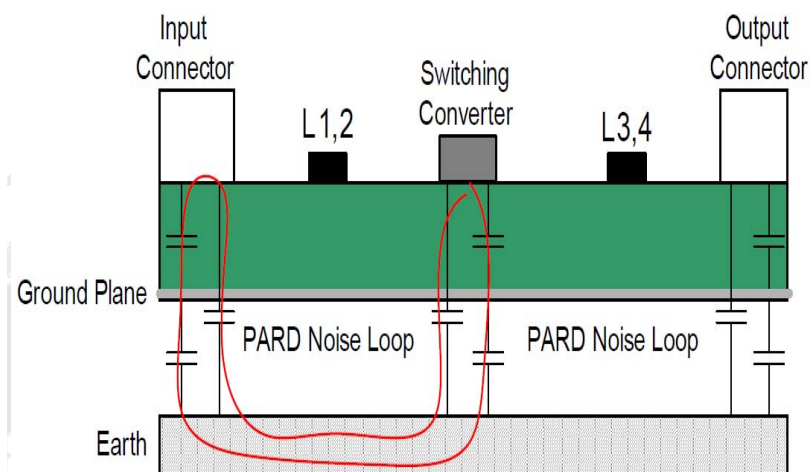 Input
Connector
L1,2
Switching
Converter
L3,4
Output
Connector
Ground Plane
PARD Noise Loop
PARD Noise Loop
Earth